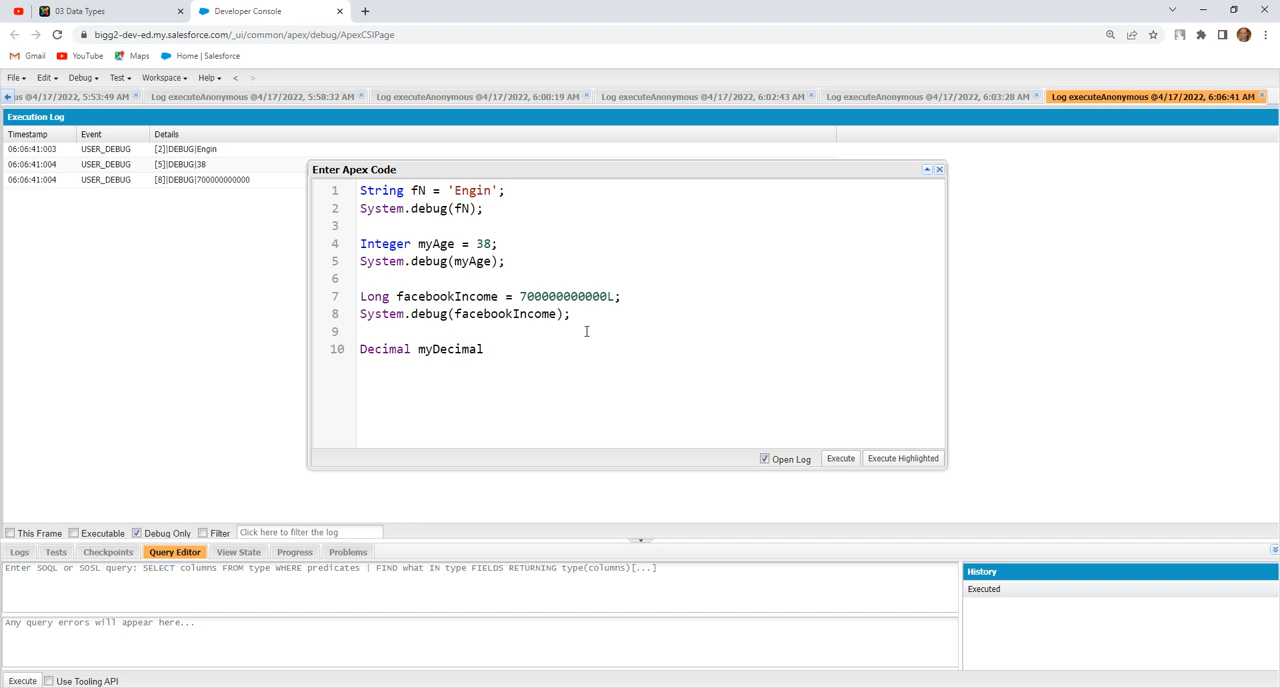 03 Data Types
Developer Console
bigg2-dev-ed.my.salesforce.com/_ui/common/apex/debug/ApexCSIPage
Gmail YouTube Maps Home | Salesforce
File Edit Debug Test Workspace Help < >
us @4/17/2022, 5:53:49 AM Log executeAnonymous @4/17/2022, 5:58:32 AM Log executeAnonymous @4/17/2022, 6:00:19 AM Log executeAnonymous @4/17/2022, 6:02:43 AM Log executeAnonymous @4/17/2022, 6:03:28 AM Log executeAnonymous @4/17/2022, 6:06:41 AM
Execution Log
Timestamp Event Details
06:06:41:003 USER_DEBUG [2]|DEBUG|Engin
06:06:41:004 USER_DEBUG [5]|DEBUG|38
06:06:41:004 USER_DEBUG [8]|DEBUG|700000000000
Enter Apex Code
1 String fN = 'Engin';
2 System.debug(fN);
3
4 Integer myAge = 38;
5 System.debug(myAge);
6
7 Long facebookIncome = 700000000000L;
8 System.debug(facebookIncome);
9
10 Decimal myDecimal
Open Log Execute Execute Highlighted
This Frame Executable Debug Only Filter Click here to filter the log
Logs Tests Checkpoints Query Editor View State Progress Problems
Enter SOQL or SOSL query: SELECT columns FROM type WHERE predicates | FIND what IN type FIELDS RETURNING type(columns)[...]
History
Executed
Any query errors will appear here...
Execute Use Tooling API